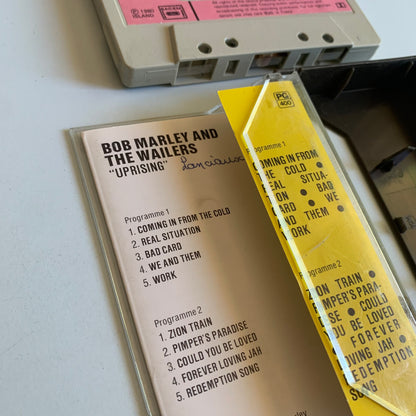 ℗ 1980
ISLAND
BIEM
PG
400
BOB MARLEY AND
THE WAILERS
"UPRISING"
Programme 1
1. COMING IN FROM THE COLD
2. REAL SITUATION
3. BAD CARD
4. WE AND THEM
5. WORK
Programme 2
1. ZION TRAIN
2. PIMPER'S PARADISE
3. COULD YOU BE LOVED
4. FOREVER LOVING JAH
5. REDEMPTION SONG
Programme 1
COMING IN FROM
THE COLD •
REAL SITUA-
TION • BAD
CARD • WE
AND THEM •
WORK
Programme 2
ZION TRAIN •
PIMPER'S PARA-
SE • COULD
YOU BE LOVED
• FOREVER
LOVING JAH •
REDEMPTION
SONG